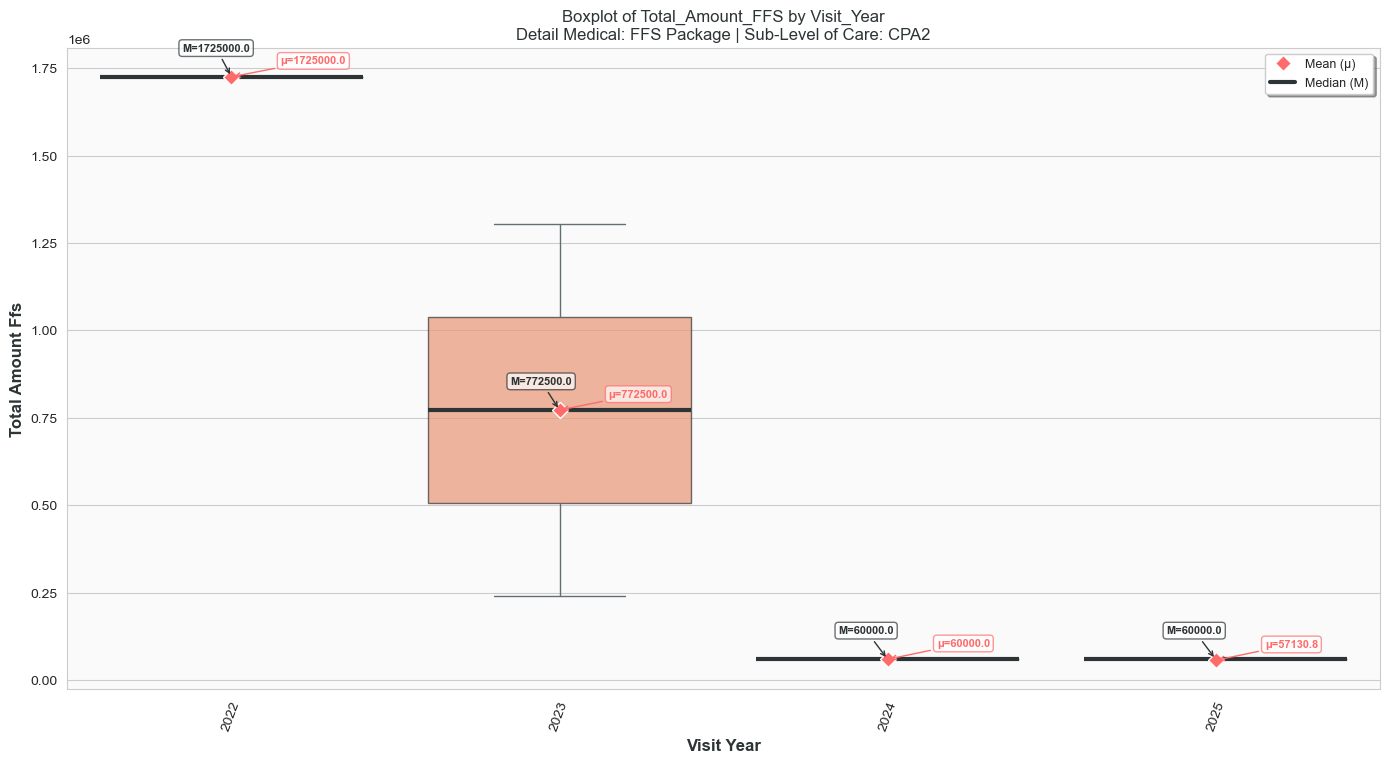 Boxplot of Total_Amount_FFS by Visit_Year
Detail Medical: FFS Package | Sub-Level of Care: CPA2
1e6
M=1725000.0
μ=1725000.0
Mean (μ)
Median (M)
1.75
1.50
1.25
1.00
0.75
0.50
0.25
0.00
Total Amount Ffs
M=772500.0
μ=772500.0
M=60000.0
μ=60000.0
M=60000.0
μ=57130.8
2022
2023
2024
2025
Visit Year